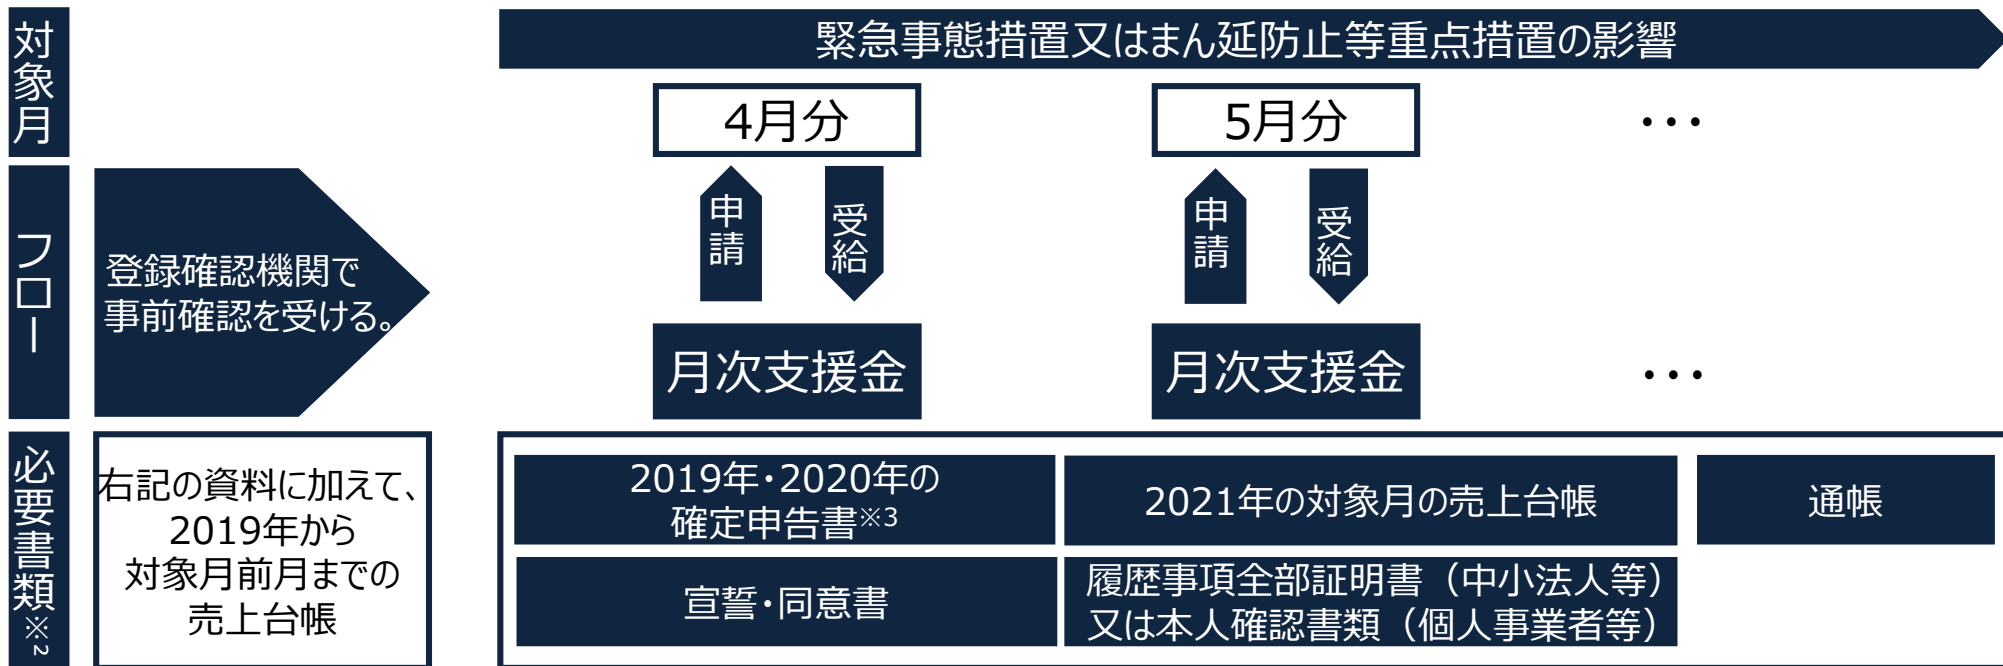 対象月
緊急事態措置又はまん延防止等重点措置の影響
4月分
5月分
・・・
フロー
登録確認機関で
事前確認を受ける。
申請
受給
申請
受給
月次支援金
月次支援金
・・・
必要書類※2
右記の資料に加えて、
2019年から
対象月前月までの
売上台帳
2019年・2020年の
確定申告書※3
2021年の対象月の売上台帳
通帳
宣誓・同意書
履歴事項全部証明書（中小法人等）
又は本人確認書類（個人事業者等）